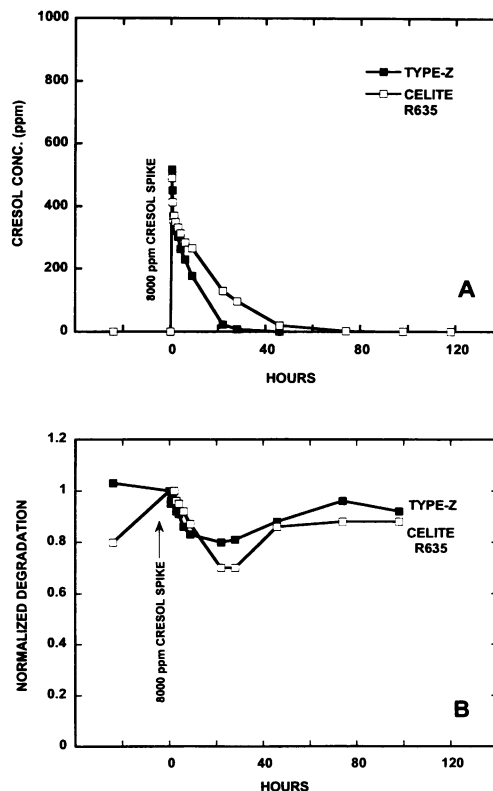 1000
800
600
400
200
0
CRESOL CONC. (ppm)
8000 ppm CRESOL SPIKE
TYPE-Z
CELITE
R635
A
0
40
80
120
HOURS
1.2
1
0.8
0.6
0.4
0.2
0
NORMALIZED DEGRADATION
8000 ppm CRESOL SPIKE
TYPE-Z
CELITE
R635
B
0
40
80
120
HOURS